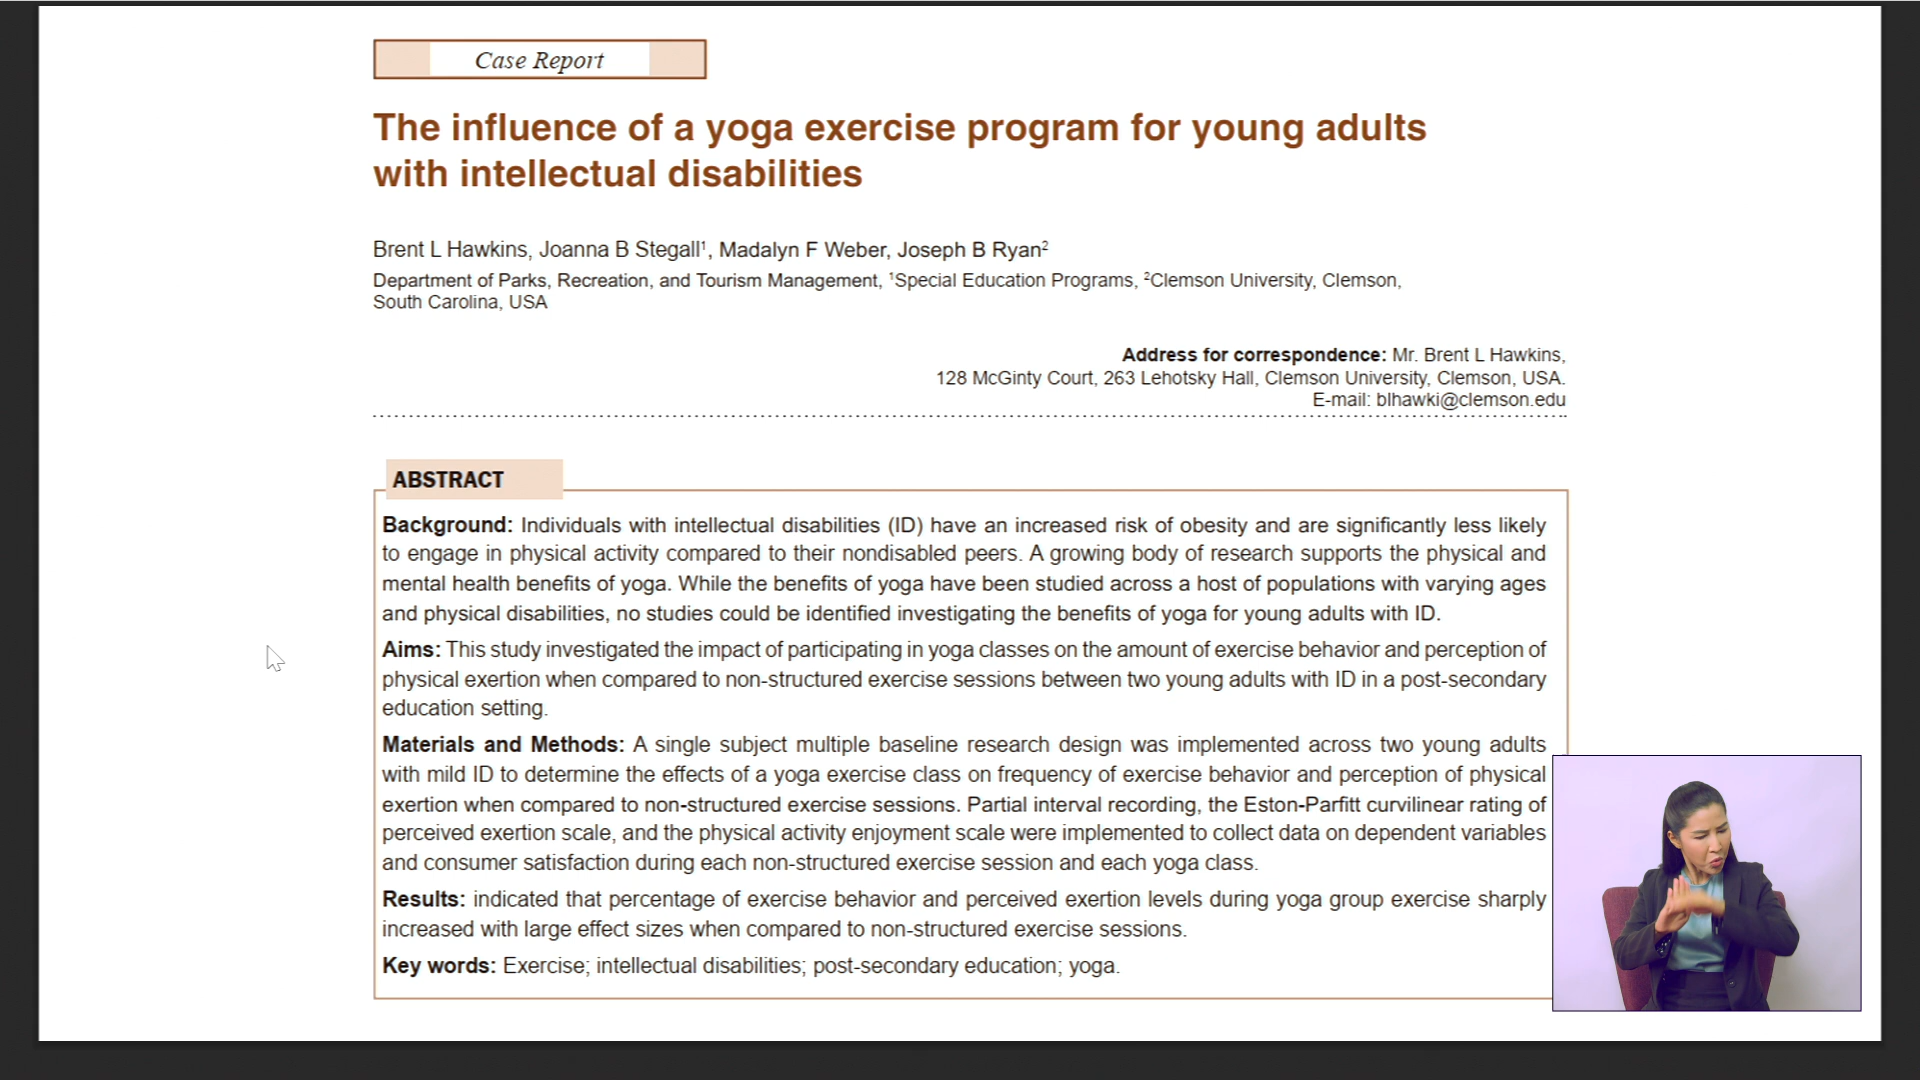 Case Report
The influence of a yoga exercise program for young adults
with intellectual disabilities
Brent L Hawkins, Joanna B Stegall¹, Madalyn F Weber, Joseph B Ryan²
Department of Parks, Recreation, and Tourism Management, ¹Special Education Programs, ²Clemson University, Clemson,
South Carolina, USA
Address for correspondence: Mr. Brent L Hawkins,
128 McGinty Court, 263 Lehotsky Hall, Clemson University, Clemson, USA.
E-mail: blhawki@clemson.edu
ABSTRACT
Background: Individuals with intellectual disabilities (ID) have an increased risk of obesity and are significantly less likely
to engage in physical activity compared to their nondisabled peers. A growing body of research supports the physical and
mental health benefits of yoga. While the benefits of yoga have been studied across a host of populations with varying ages
and physical disabilities, no studies could be identified investigating the benefits of yoga for young adults with ID.
Aims: This study investigated the impact of participating in yoga classes on the amount of exercise behavior and perception of
physical exertion when compared to non-structured exercise sessions between two young adults with ID in a post-secondary
education setting.
Materials and Methods: A single subject multiple baseline research design was implemented across two young adults
with mild ID to determine the effects of a yoga exercise class on frequency of exercise behavior and perception of physical
exertion when compared to non-structured exercise sessions. Partial interval recording, the Eston-Parfitt curvilinear rating of
perceived exertion scale, and the physical activity enjoyment scale were implemented to collect data on dependent variables
and consumer satisfaction during each non-structured exercise session and each yoga class.
Results: indicated that percentage of exercise behavior and perceived exertion levels during yoga group exercise sharply
increased with large effect sizes when compared to non-structured exercise sessions.
Key words: Exercise; intellectual disabilities; post-secondary education; yoga.